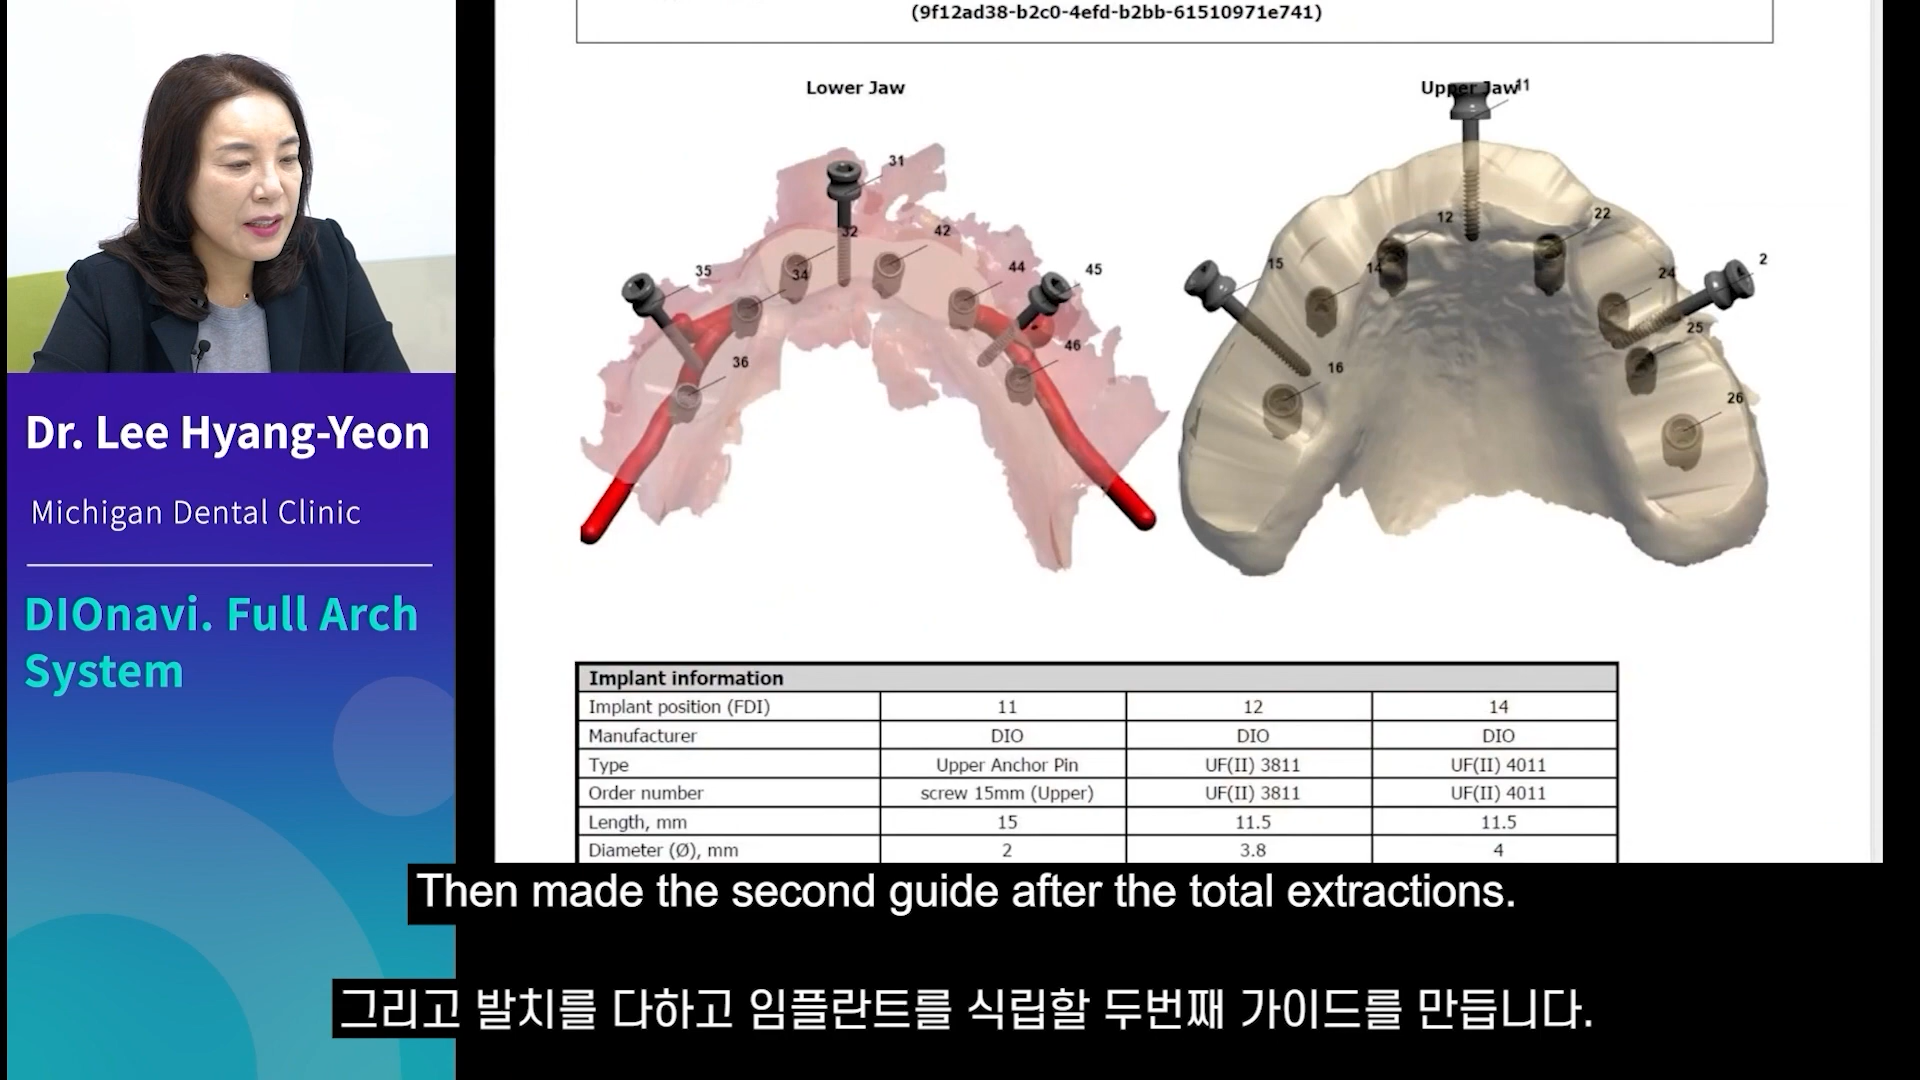 (9f12ad38-b2c0-4efd-b2bb-61510971e741)
Lower Jaw
Upper Jaw
11
31
32
42
35
34
44
45
36
46
12
22
15
14
24
2
25
16
26
Dr. Lee Hyang-Yeon
Michigan Dental Clinic
DIOnavi. Full Arch
System
Implant information
Implant position (FDI) 11 12 14
Manufacturer DIO DIO DIO
Type Upper Anchor Pin UF(II) 3811 UF(II) 4011
Order number screw 15mm (Upper) UF(II) 3811 UF(II) 4011
Length, mm 15 11.5 11.5
Diameter (Ø), mm 2 3.8 4
Then made the second guide after the total extractions.
그리고 발치를 다하고 임플란트를 식립할 두번째 가이드를 만듭니다.